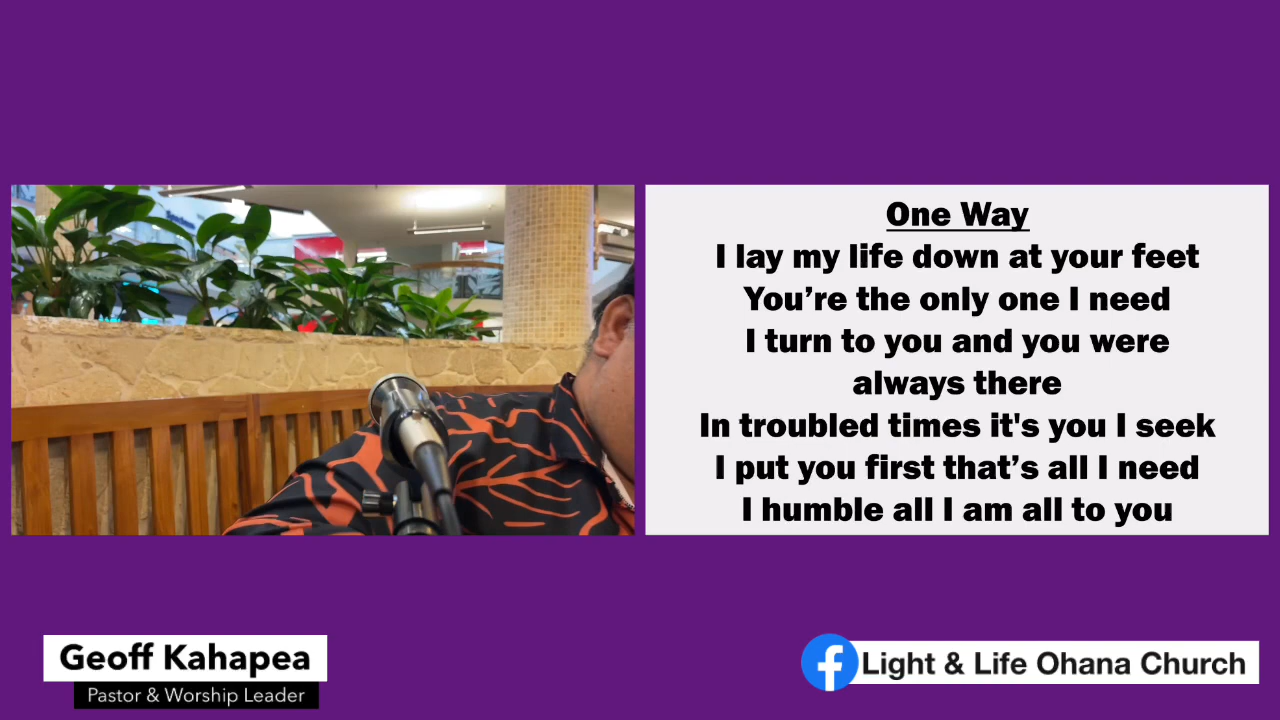 One Way
I lay my life down at your feet
You’re the only one I need
I turn to you and you were
always there
In troubled times it's you I seek
I put you first that’s all I need
I humble all I am all to you
Geoff Kahapea
Pastor & Worship Leader
Light & Life Ohana Church